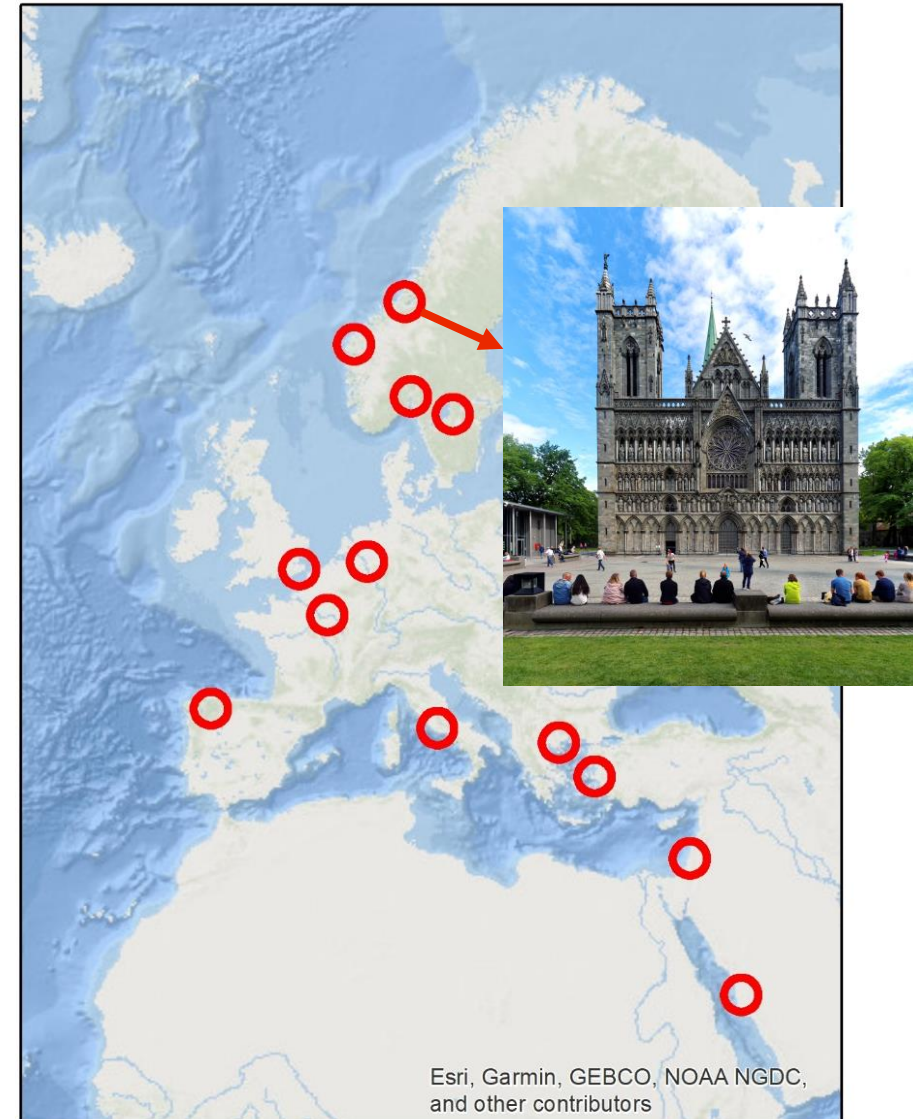 Esri, Garmin, GEBCO, NOAA NGDC,
and other contributors